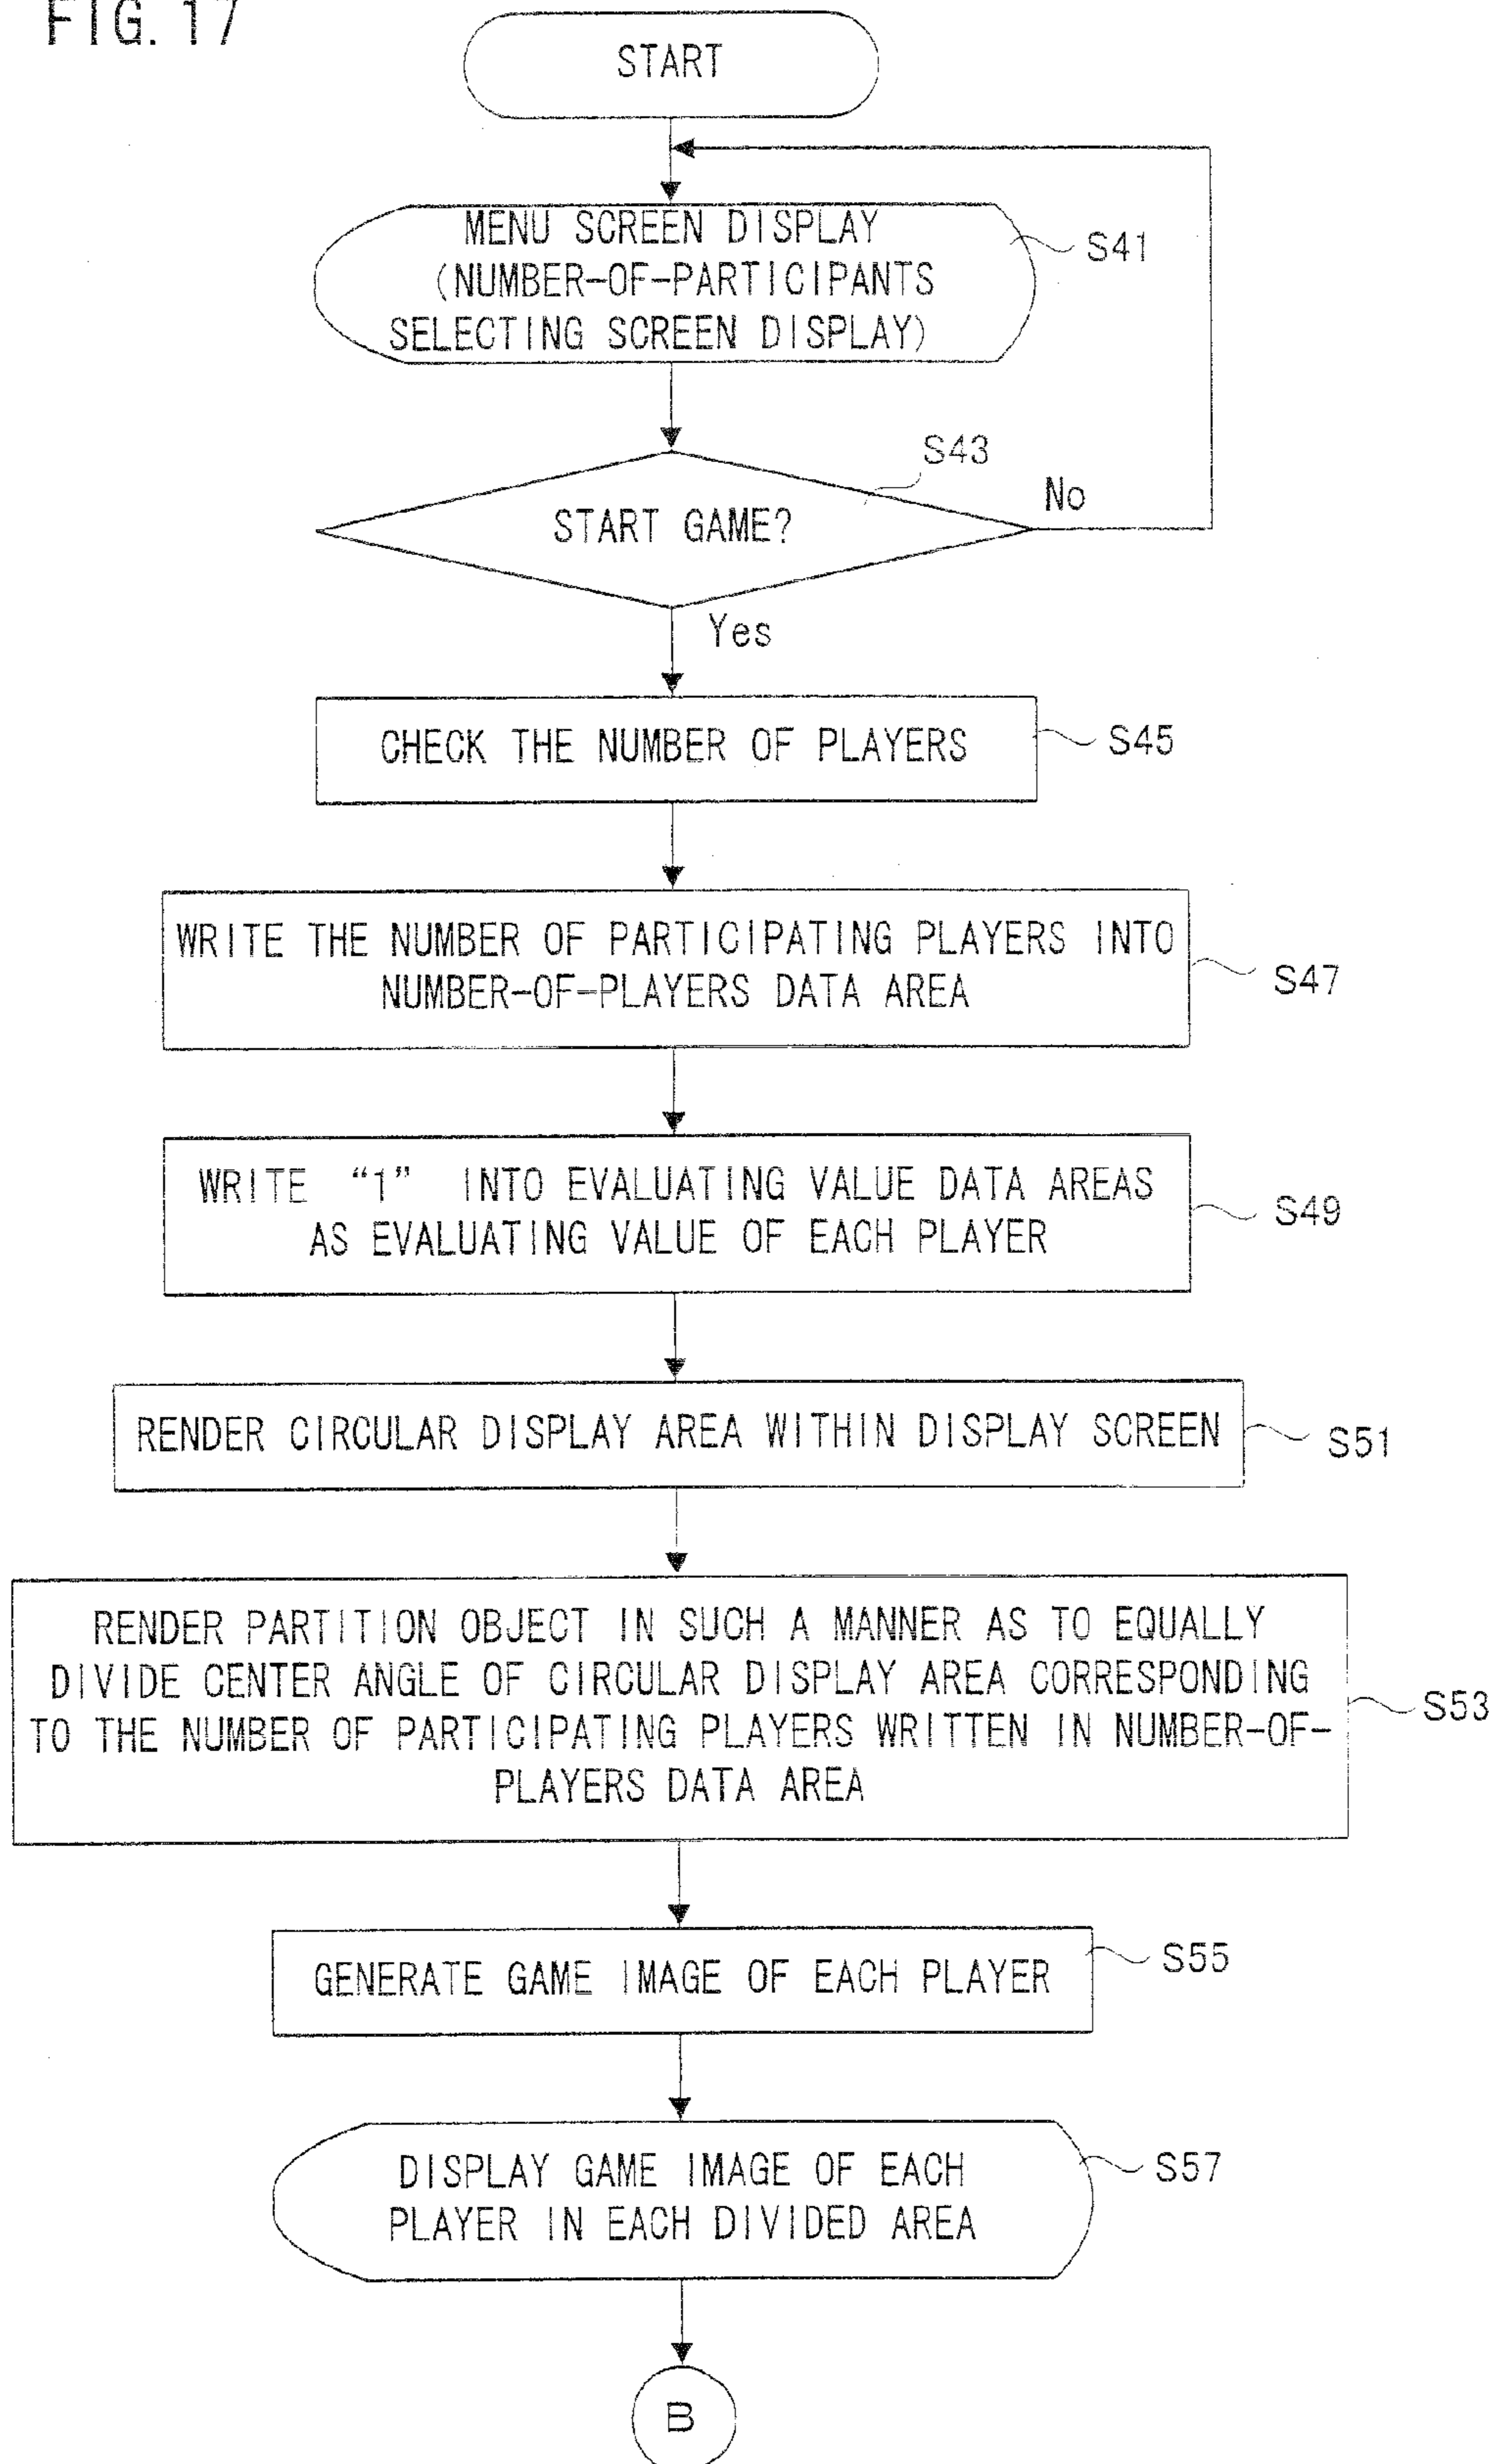 FIG. 17
START
MENU SCREEN DISPLAY
(NUMBER-OF-PARTICIPANTS
SELECTING SCREEN DISPLAY)
S41
S43
START GAME?
No
Yes
CHECK THE NUMBER OF PLAYERS
S45
WRITE THE NUMBER OF PARTICIPATING PLAYERS INTO
NUMBER-OF-PLAYERS DATA AREA
S47
WRITE “1” INTO EVALUATING VALUE DATA AREAS
AS EVALUATING VALUE OF EACH PLAYER
S49
RENDER CIRCULAR DISPLAY AREA WITHIN DISPLAY SCREEN
S51
RENDER PARTITION OBJECT IN SUCH A MANNER AS TO EQUALLY
DIVIDE CENTER ANGLE OF CIRCULAR DISPLAY AREA CORRESPONDING
TO THE NUMBER OF PARTICIPATING PLAYERS WRITTEN IN NUMBER-OF-
PLAYERS DATA AREA
S53
GENERATE GAME IMAGE OF EACH PLAYER
S55
DISPLAY GAME IMAGE OF EACH
PLAYER IN EACH DIVIDED AREA
S57
B